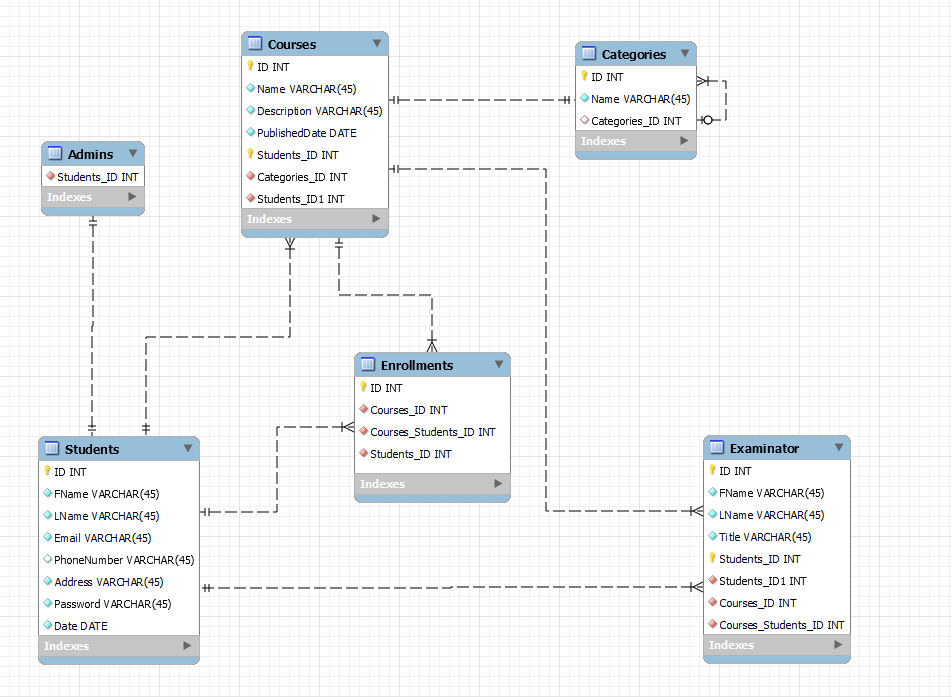 Courses
ID INT
Name VARCHAR(45)
Description VARCHAR(45)
PublishedDate DATE
Students_ID INT
Categories_ID INT
Students_ID1 INT
Indexes
Categories
ID INT
Name VARCHAR(45)
Categories_ID INT
Indexes
Admins
Students_ID INT
Indexes
Enrollments
ID INT
Courses_ID INT
Courses_Students_ID INT
Students_ID INT
Indexes
Students
ID INT
FName VARCHAR(45)
LName VARCHAR(45)
Email VARCHAR(45)
PhoneNumber VARCHAR(45)
Address VARCHAR(45)
Password VARCHAR(45)
Date DATE
Indexes
Examinator
ID INT
FName VARCHAR(45)
LName VARCHAR(45)
Title VARCHAR(45)
Students_ID INT
Students_ID1 INT
Courses_ID INT
Courses_Students_ID INT
Indexes